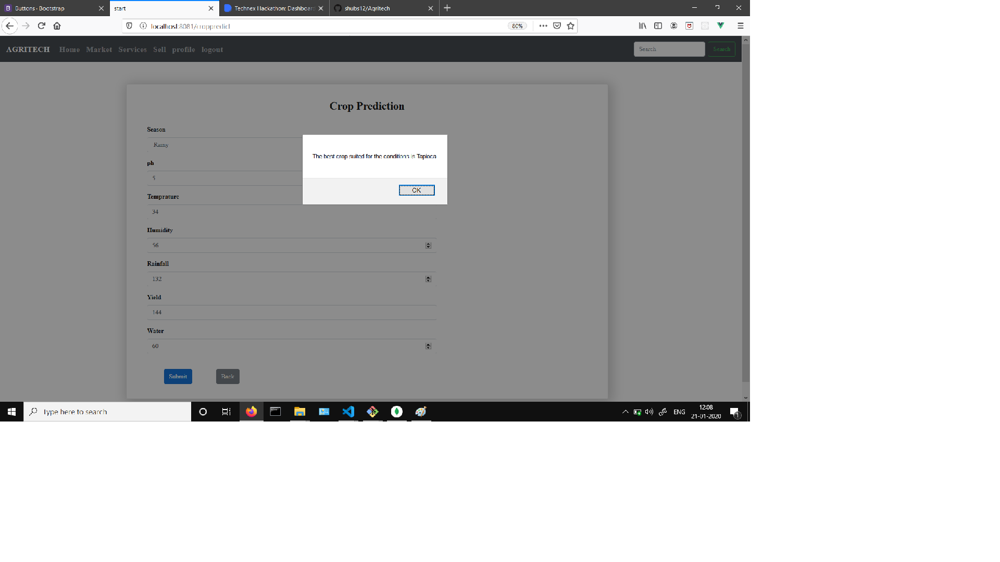 Buttons · Bootstrap
start
Technex Hackathon: Dashboard
shubs12/Agritech
localhost:8081/croppredict
80%
AGRITECH Home Market Services Sell profile logout
Search
Search
Crop Prediction
Season
Rainy
ph
5
Temprature
34
Humidity
56
Rainfall
132
Yield
144
Water
60
Submit
Back
The best crop suited for the conditions is Tapioca
OK
Type here to search
ENG
12:08
21-01-2020
1